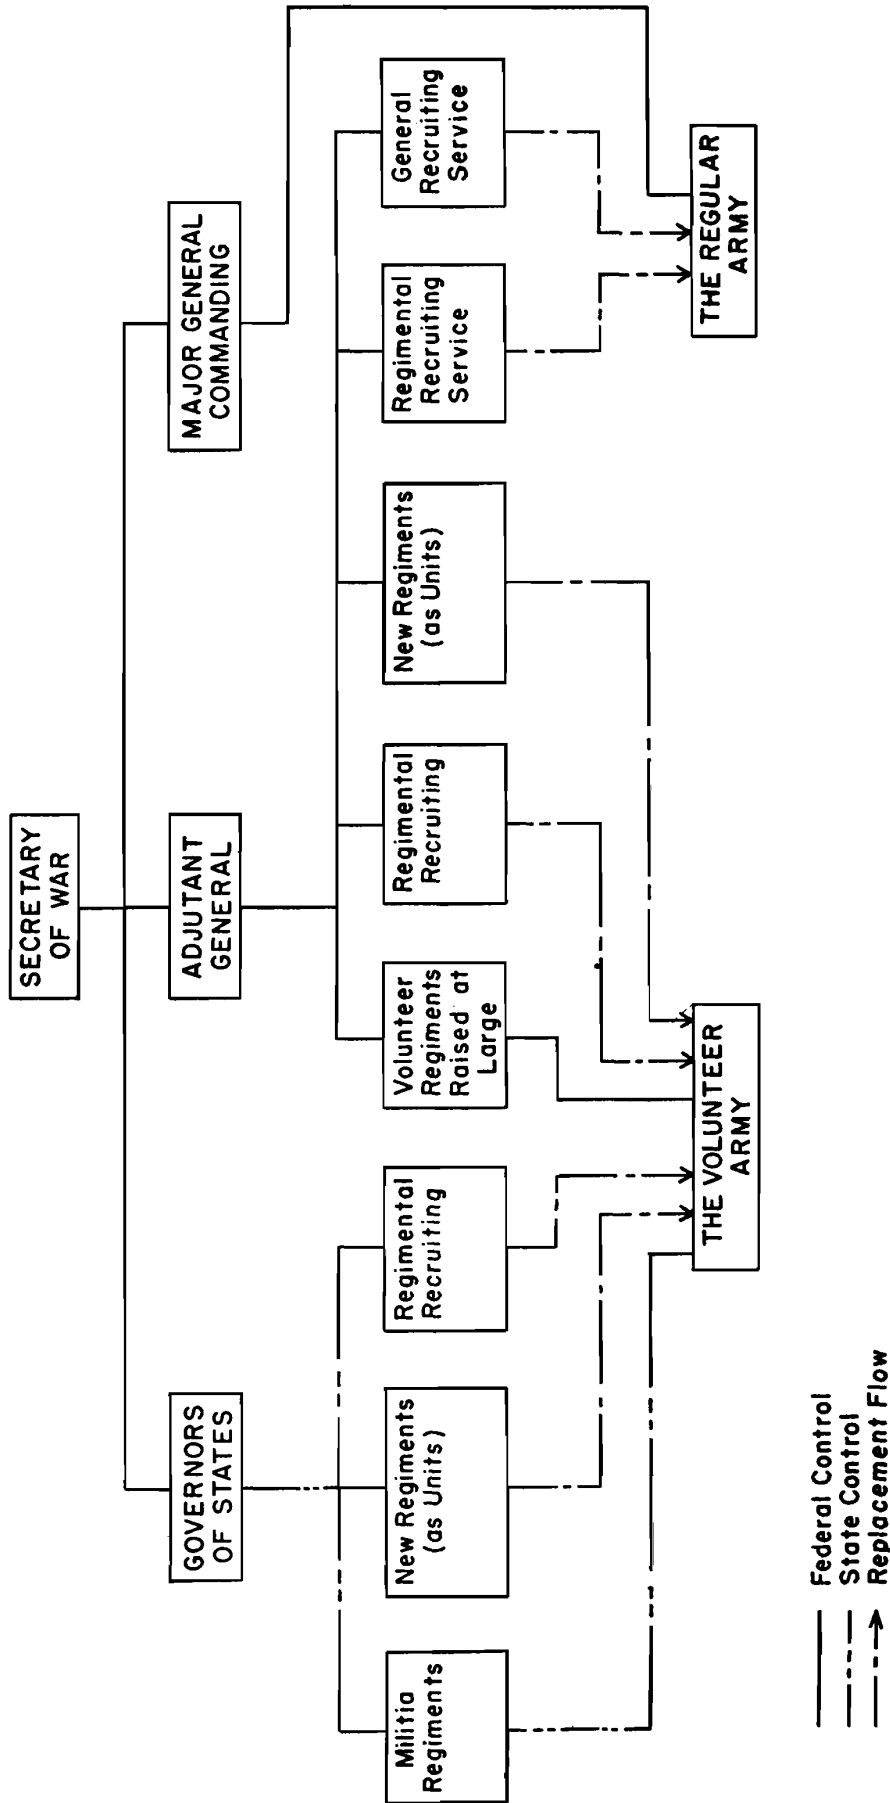 SECRETARY
OF WAR
GOVERNORS
OF STATES
ADJUTANT
GENERAL
MAJOR GENERAL
COMMANDING
Militia
Regiments
New Regiments
(as Units)
Regimental
Recruiting
Volunteer
Regiments
Raised at
Large
Regimental
Recruiting
New Regiments
(as Units)
Regimental
Recruiting
Service
General
Recruiting
Service
THE VOLUNTEER
ARMY
THE REGULAR
ARMY
Federal Control
State Control
Replacement Flow